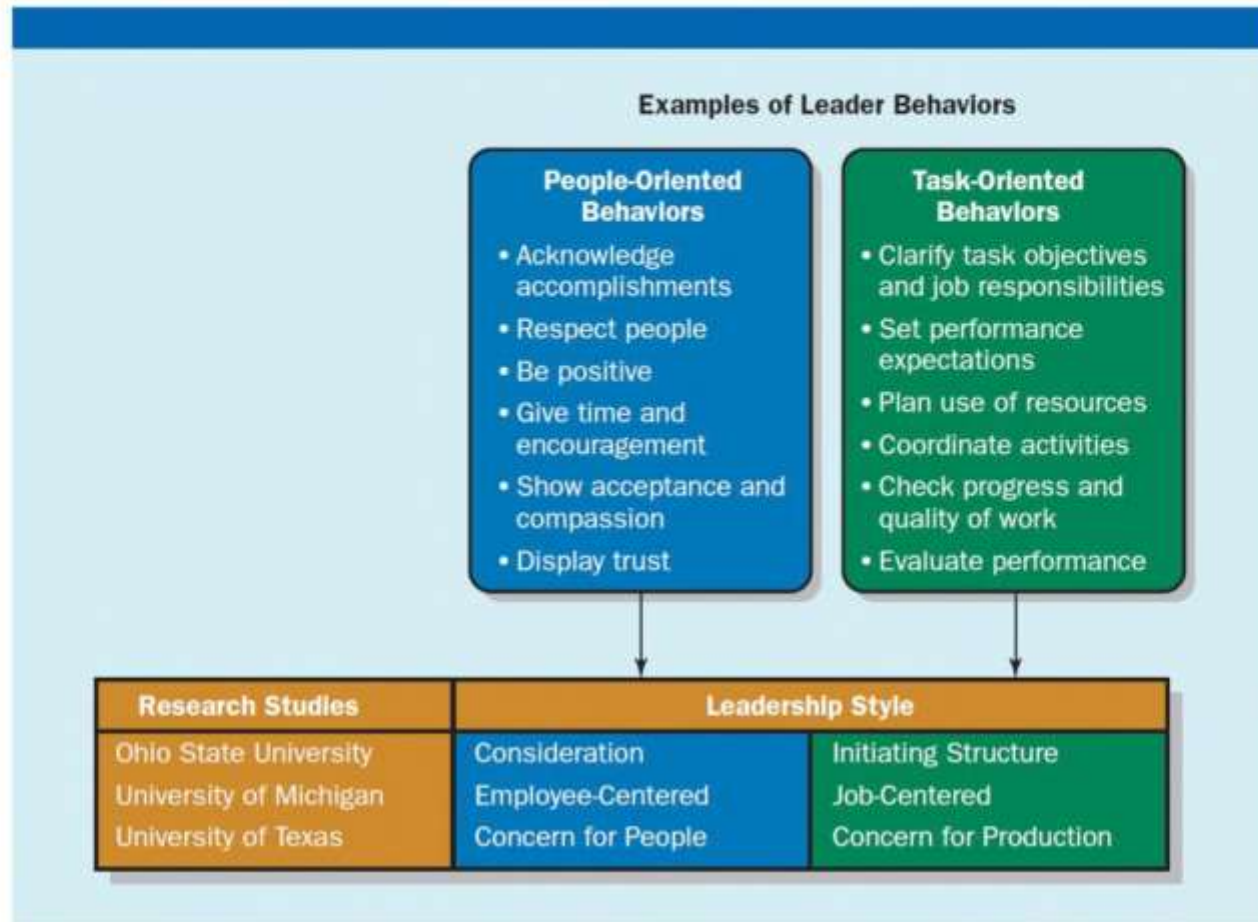 Examples of Leader Behaviors
People-Oriented
Behaviors
• Acknowledge
accomplishments
• Respect people
• Be positive
• Give time and
encouragement
• Show acceptance and
compassion
• Display trust
Task-Oriented
Behaviors
• Clarify task objectives
and job responsibilities
• Set performance
expectations
• Plan use of resources
• Coordinate activities
• Check progress and
quality of work
• Evaluate performance
Research Studies
Leadership Style
Ohio State University
Consideration
Initiating Structure
University of Michigan
Employee-Centered
Job-Centered
University of Texas
Concern for People
Concern for Production